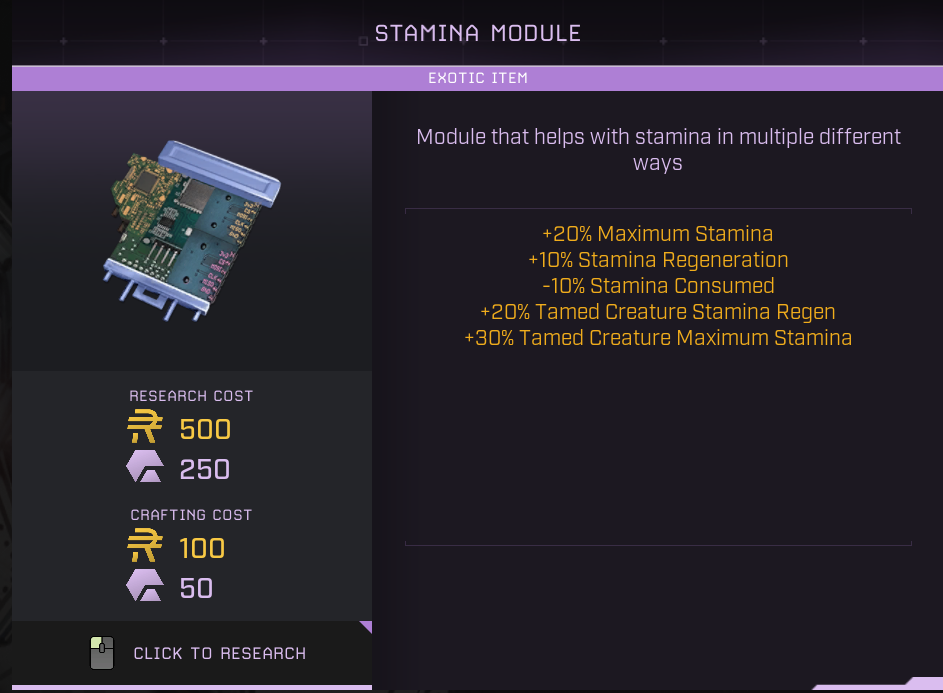 STAMINA MODULE
EXOTIC ITEM
Module that helps with stamina in multiple different
ways
+20% Maximum Stamina
+10% Stamina Regeneration
-10% Stamina Consumed
+20% Tamed Creature Stamina Regen
+30% Tamed Creature Maximum Stamina
RESEARCH COST
500
250
CRAFTING COST
100
50
CLICK TO RESEARCH